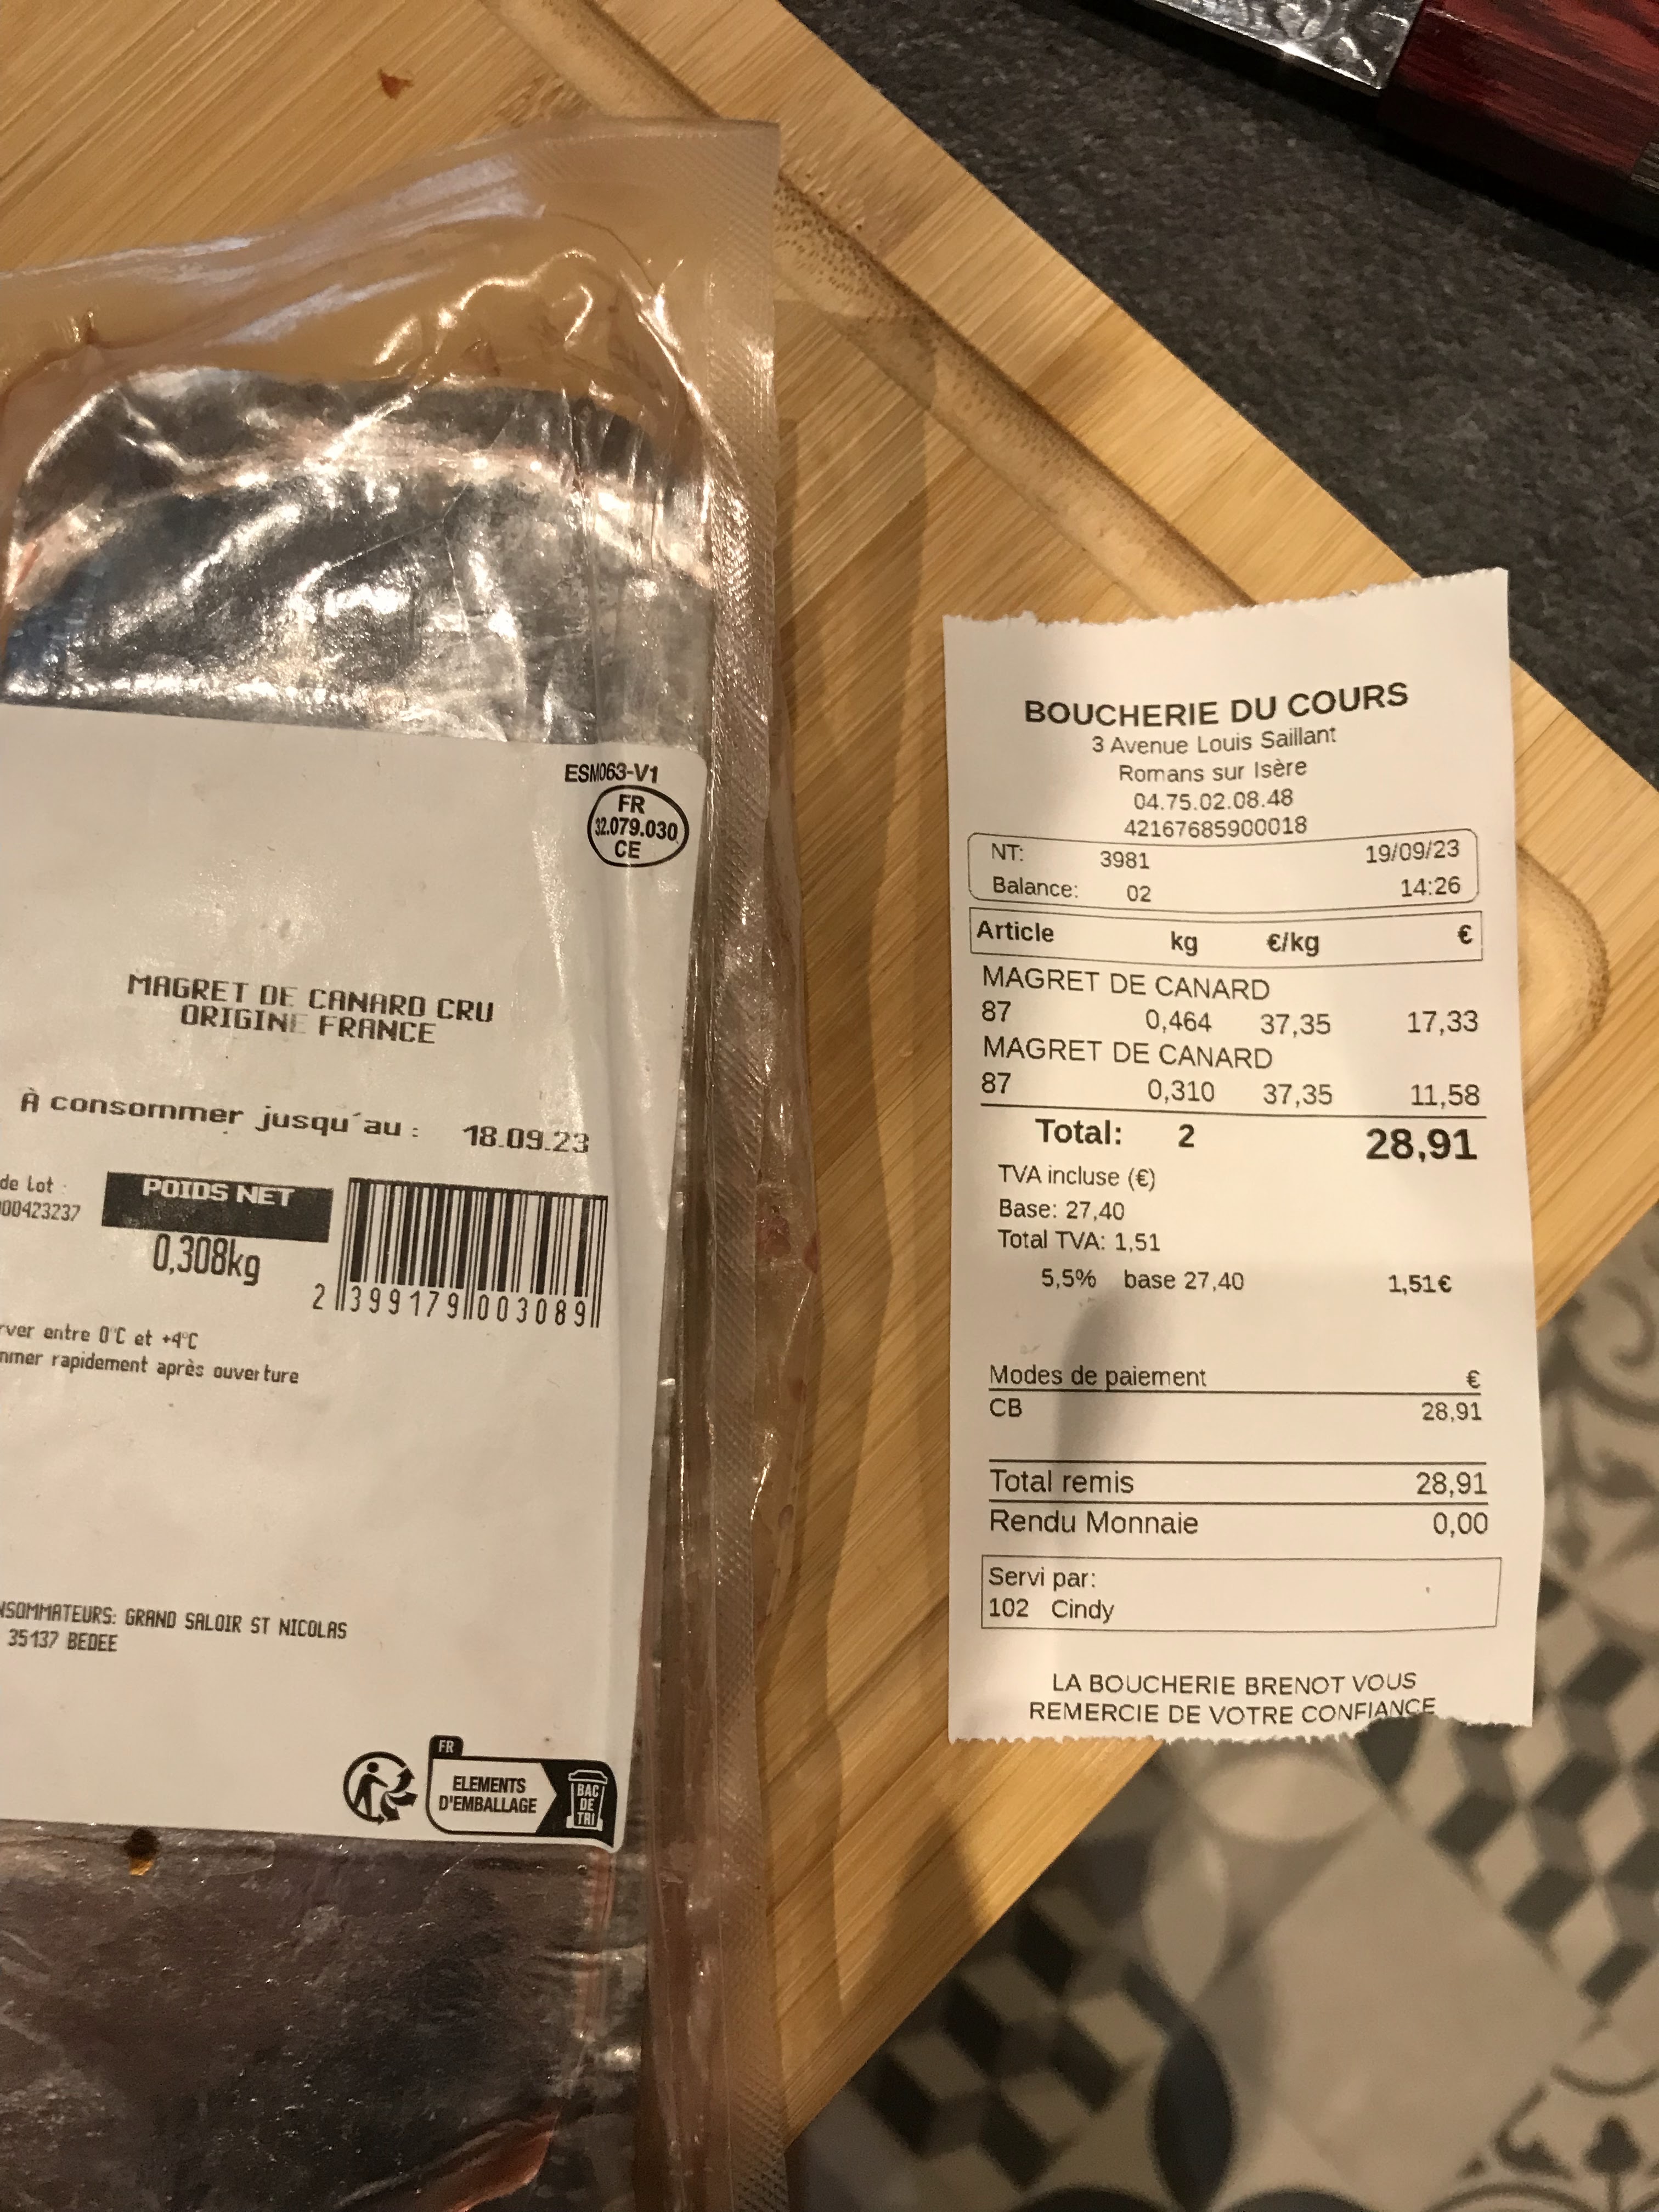 ESM063-V1
FR
32.079.030
CE
MAGRET DE CANARD CRU
ORIGINE FRANCE
À consommer jusqu'au : 18.09.23
de Lot :
00423237
POIDS NET
0,308kg
2 399179 003089
rver entre 0°C et +4°C
mmer rapidement après ouverture
NSOMMATEURS: GRAND SALOIR ST NICOLAS
35137 BEDEE
FR
ELEMENTS
D'EMBALLAGE
BAC
DE
TRI
BOUCHERIE DU COURS
3 Avenue Louis Saillant
Romans sur Isère
04.75.02.08.48
42167685900018
NT: 3981 19/09/23
Balance: 02 14:26
Article kg €/kg €
MAGRET DE CANARD
87 0,464 37,35 17,33
MAGRET DE CANARD
87 0,310 37,35 11,58
Total: 2 28,91
TVA incluse (€)
Base: 27,40
Total TVA: 1,51
5,5% base 27,40 1,51€
Modes de paiement €
CB 28,91
Total remis 28,91
Rendu Monnaie 0,00
Servi par:
102 Cindy
LA BOUCHERIE BRENOT VOUS
REMERCIE DE VOTRE CONFIANCE